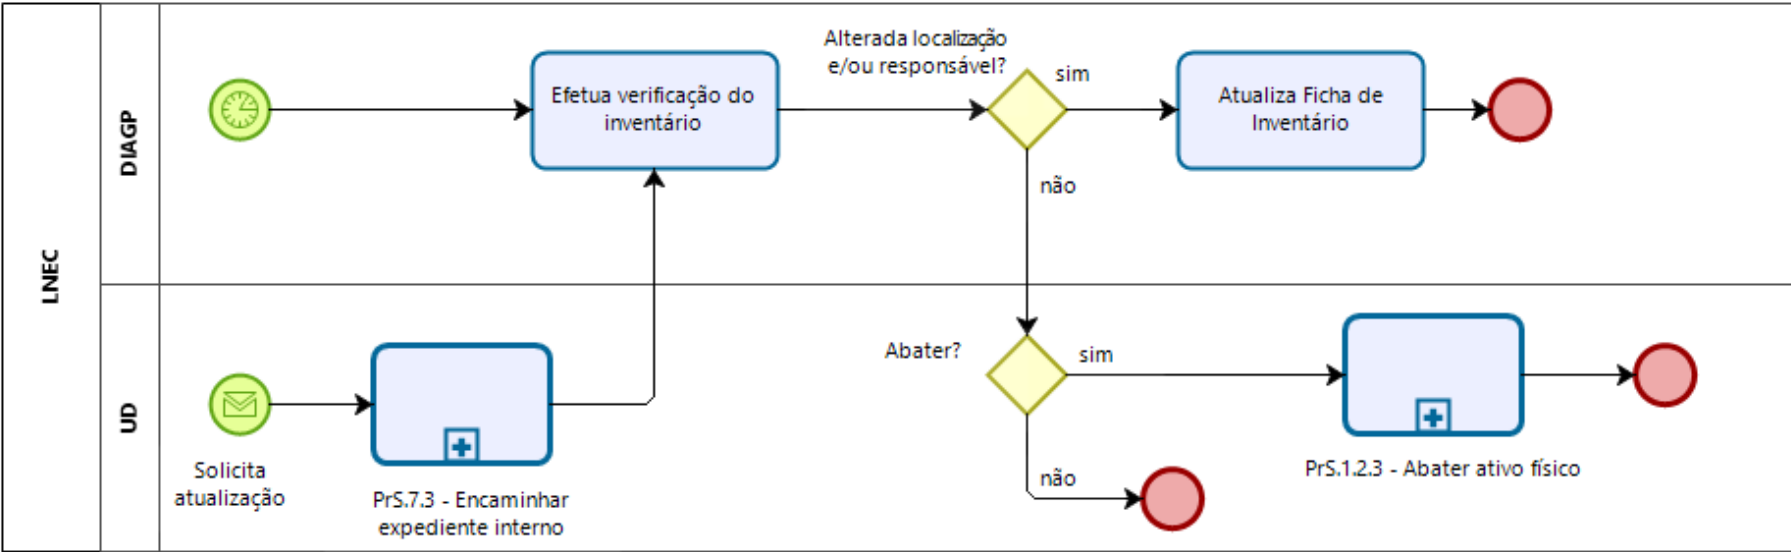 LNEC
DIAGP
Efetua verificação do
inventário
Alterada localização
e/ou responsável?
sim
não
Atualiza Ficha de
Inventário
UD
Solicita
atualização
PrS.7.3 - Encaminhar
expediente interno
Abater?
sim
não
PrS.1.2.3 - Abater ativo físico